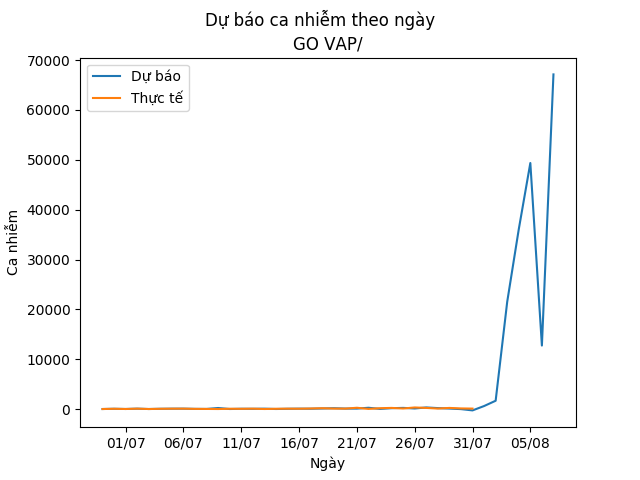 Dự báo ca nhiễm theo ngày
GO VAP/
Dự báo
Thực tế
Ca nhiễm
70000
60000
50000
40000
30000
20000
10000
0
01/07 06/07 11/07 16/07 21/07 26/07 31/07 05/08
Ngày